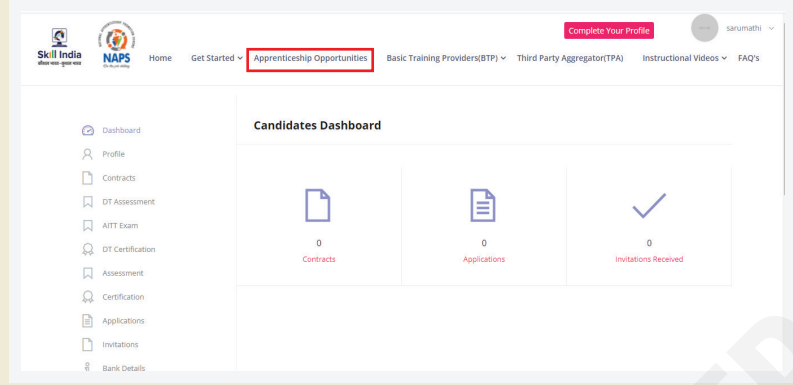 Complete Your Profile
sarumathi
Skill India
कौशल भारत - कुशल भारत
NAPS
Home Get Started Apprenticeship Opportunities Basic Training Providers(BTP) Third Party Aggregator(TPA) Instructional Videos FAQ's
Candidates Dashboard
Dashboard
Profile
Contracts
DT Assessment
AITT Exam
DT Certification
Assessment
Certification
Applications
Invitations
Bank Details
0
Contracts
0
Applications
0
Invitations Received